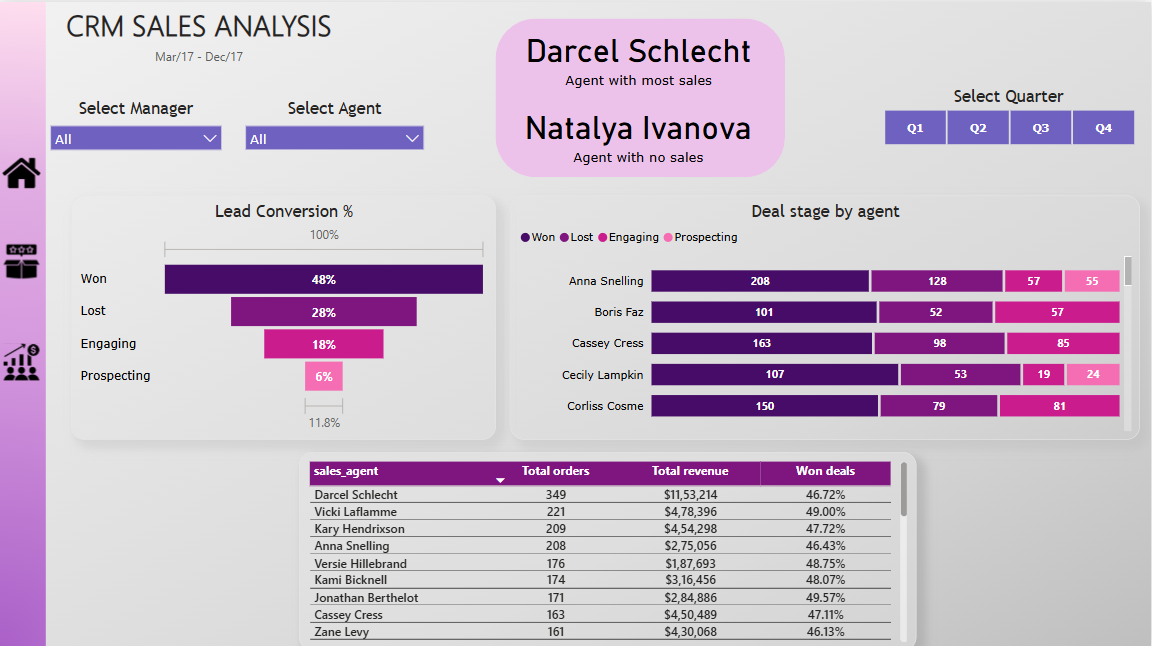 CRM SALES ANALYSIS
Mar/17 - Dec/17
Darcel Schlecht
Agent with most sales
Natalya Ivanova
Agent with no sales
Select Manager
All
Select Agent
All
Select Quarter
Q1 Q2 Q3 Q4
Lead Conversion %
100%
Won 48%
Lost 28%
Engaging 18%
Prospecting 6%
11.8%
Deal stage by agent
Won Lost Engaging Prospecting
Anna Snelling 208 128 57 55
Boris Faz 101 52 57
Cassey Cress 163 98 85
Cecily Lampkin 107 53 19 24
Corliss Cosme 150 79 81
sales_agent Total orders Total revenue Won deals
Darcel Schlecht 349 $11,53,214 46.72%
Vicki Laflamme 221 $4,78,396 49.00%
Kary Hendrixson 209 $4,54,298 47.72%
Anna Snelling 208 $2,75,056 46.43%
Versie Hillebrand 176 $1,87,693 48.75%
Kami Bicknell 174 $3,16,456 48.07%
Jonathan Berthelot 171 $2,84,886 49.57%
Cassey Cress 163 $4,50,489 47.11%
Zane Levy 161 $4,30,068 46.13%